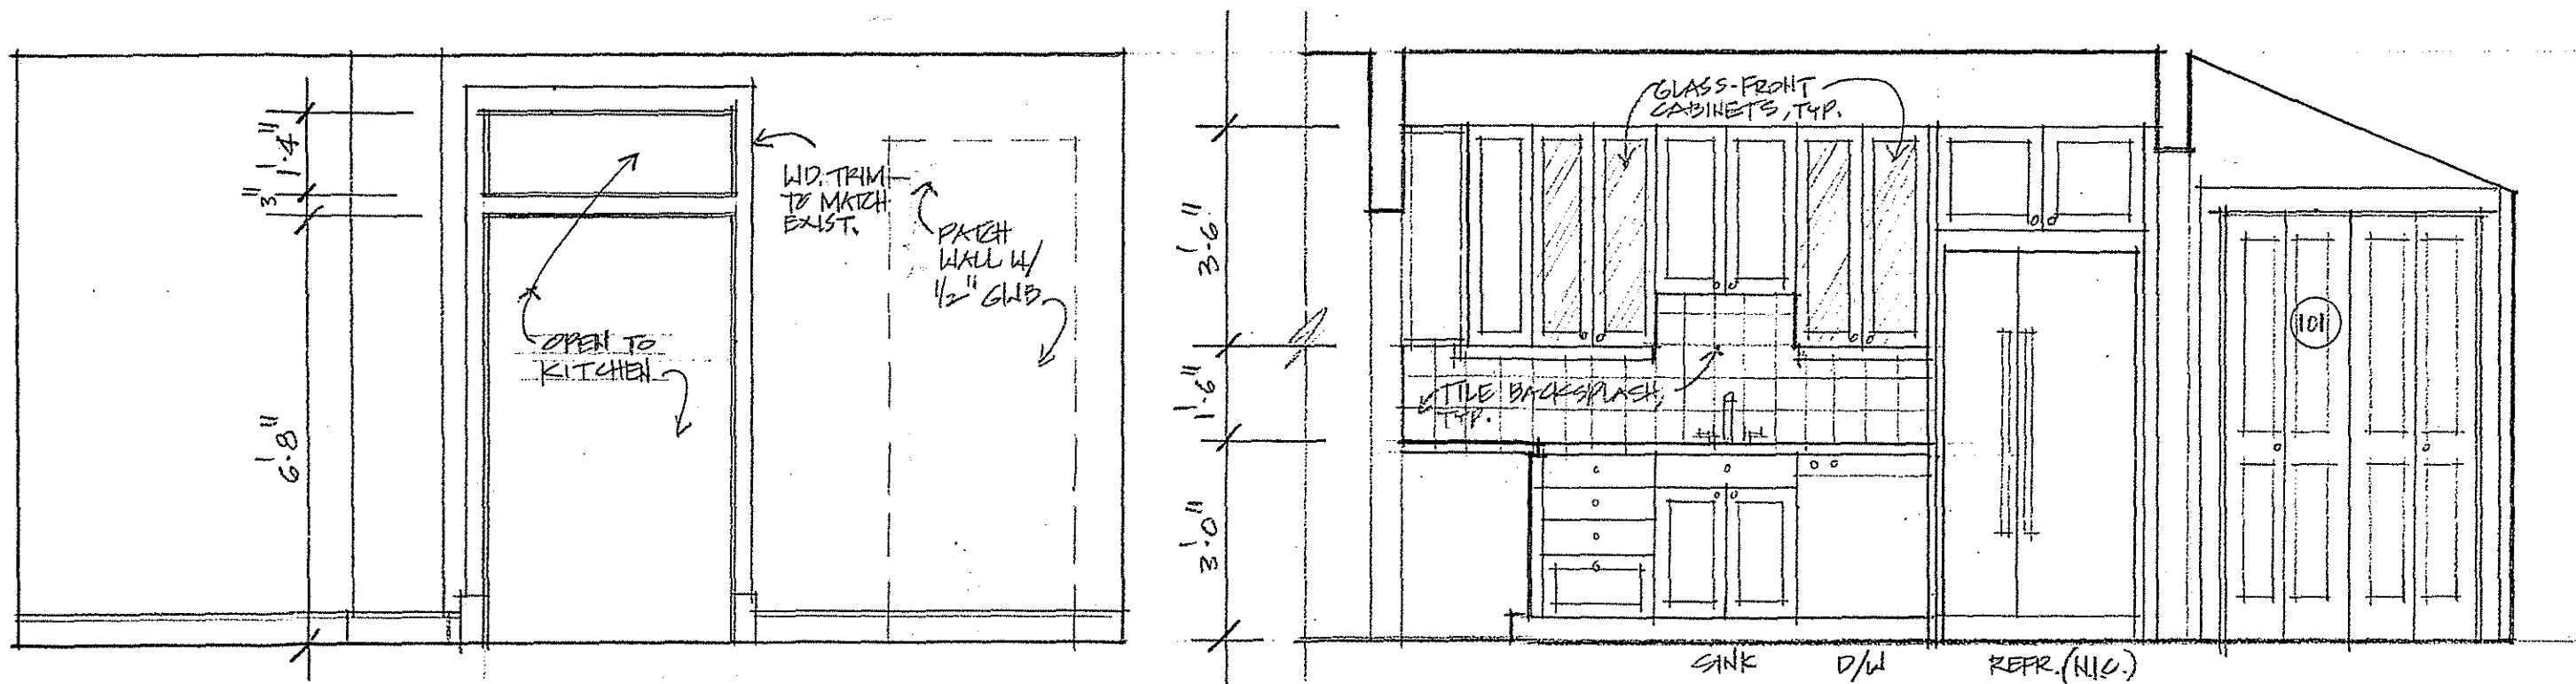 1'-4"
3"
6'-8"
WD. TRIM
TO MATCH
EXIST.
PATCH
WALL W/
1/2" GWB
OPEN TO
KITCHEN
GLASS-FRONT
CABINETS, TYP.
3'-6"
1'-6"
3'-0"
TILE BACKSPLASH,
TYP.
101
SINK
D/W
REFR. (N.I.C.)